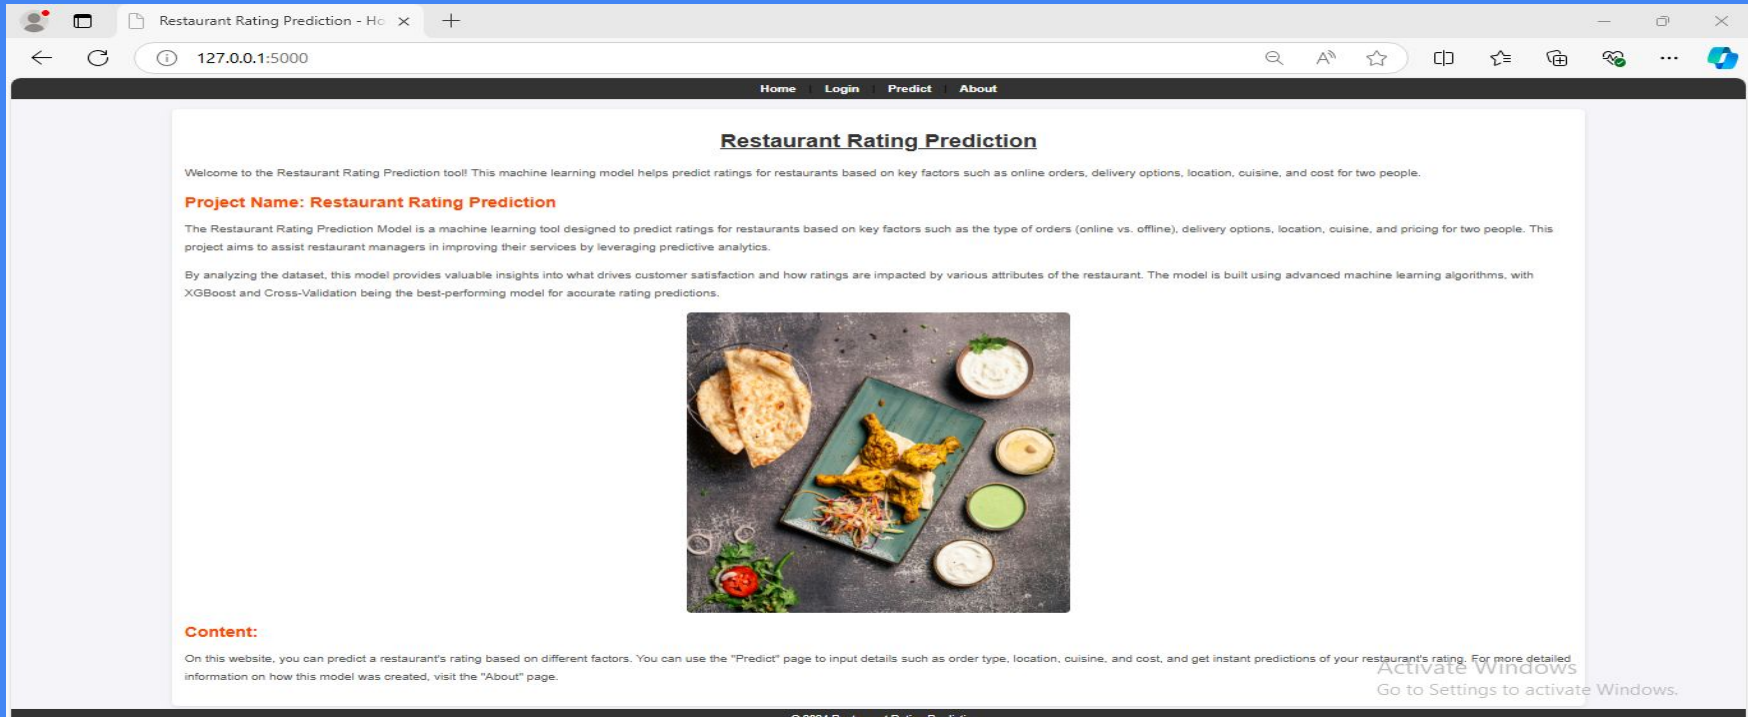 Restaurant Rating Prediction - Ho
127.0.0.1:5000
Home Login Predict About
Restaurant Rating Prediction
Welcome to the Restaurant Rating Prediction tool! This machine learning model helps predict ratings for restaurants based on key factors such as online orders, delivery options, location, cuisine, and cost for two people.
Project Name: Restaurant Rating Prediction
The Restaurant Rating Prediction Model is a machine learning tool designed to predict ratings for restaurants based on key factors such as the type of orders (online vs. offline), delivery options, location, cuisine, and pricing for two people. This
project aims to assist restaurant managers in improving their services by leveraging predictive analytics.
By analyzing the dataset, this model provides valuable insights into what drives customer satisfaction and how ratings are impacted by various attributes of the restaurant. The model is built using advanced machine learning algorithms, with
XGBoost and Cross-Validation being the best-performing model for accurate rating predictions.
Content:
On this website, you can predict a restaurant's rating based on different factors. You can use the "Predict" page to input details such as order type, location, cuisine, and cost, and get instant predictions of your restaurant's rating. For more detailed
information on how this model was created, visit the "About" page.
Activate Windows
Go to Settings to activate Windows.